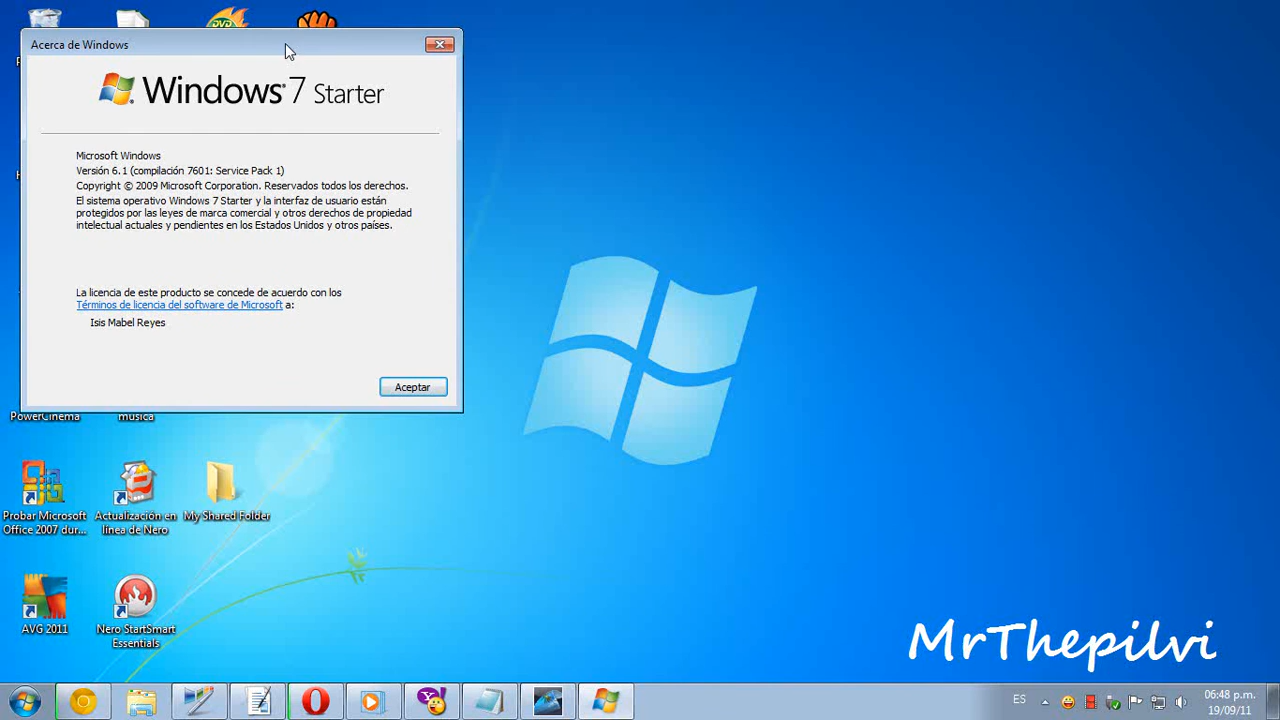 Acerca de Windows
Windows 7 Starter
Microsoft Windows
Versión 6.1 (compilación 7601: Service Pack 1)
Copyright © 2009 Microsoft Corporation. Reservados todos los derechos.
El sistema operativo Windows 7 Starter y la interfaz de usuario están
protegidos por las leyes de marca comercial y otros derechos de propiedad
intelectual actuales y pendientes en los Estados Unidos y otros países.
La licencia de este producto se concede de acuerdo con los
Términos de licencia del software de Microsoft a:
Isis Mabel Reyes
Aceptar
PowerCinema
musica
Probar Microsoft
Office 2007 dur...
Actualización en
línea de Nero
My Shared Folder
AVG 2011
Nero StartSmart
Essentials
MrThepilvi
ES
06:48 p.m.
19/09/11